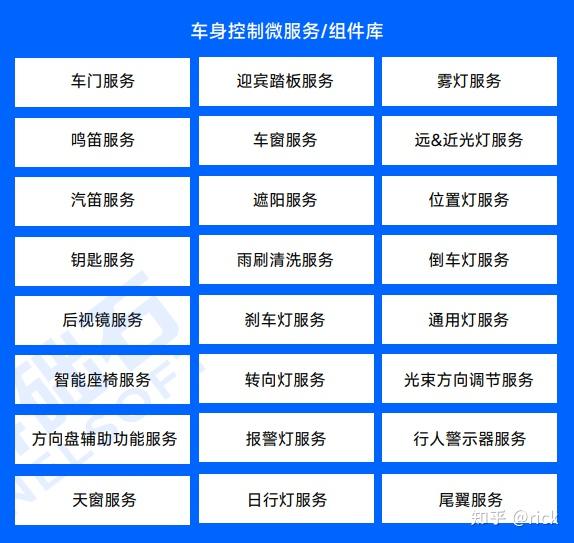 车身控制微服务/组件库
车门服务 迎宾踏板服务 雾灯服务
鸣笛服务 车窗服务 远&近光灯服务
汽笛服务 遮阳服务 位置灯服务
钥匙服务 雨刷清洗服务 倒车灯服务
后视镜服务 刹车灯服务 通用灯服务
智能座椅服务 转向灯服务 光束方向调节服务
方向盘辅助功能服务 报警灯服务 行人警示器服务
天窗服务 日行灯服务 尾翼服务
知乎 @rick